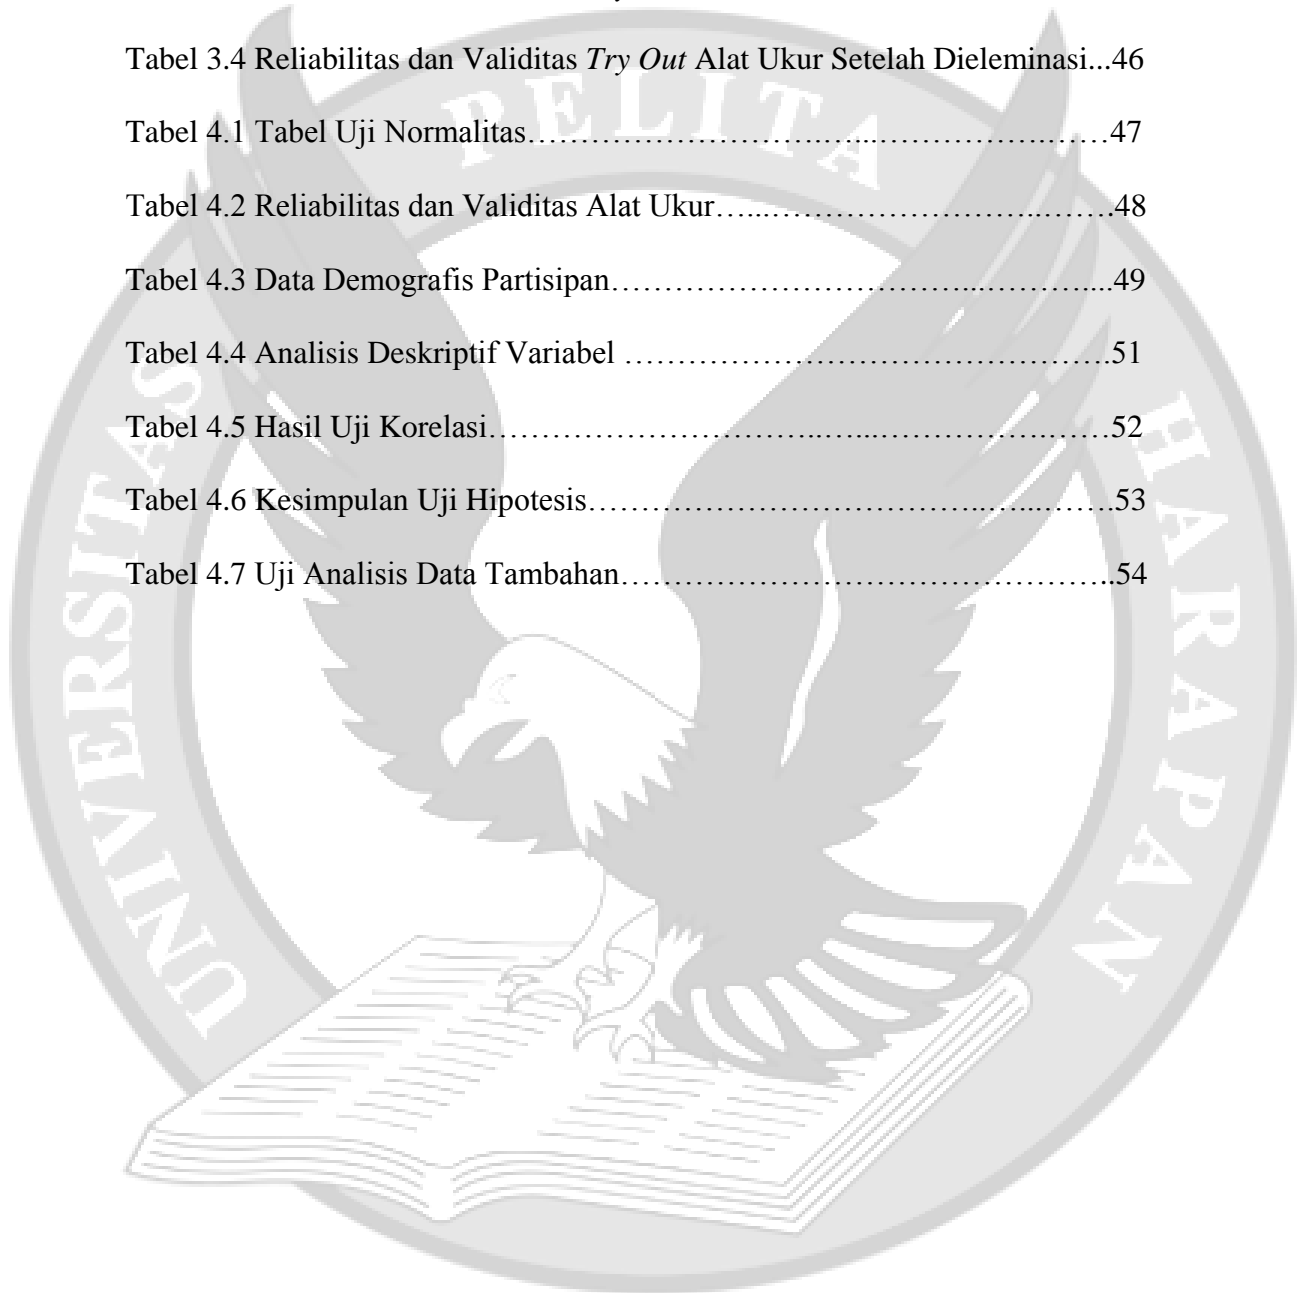 Tabel 3.4 Reliabilitas dan Validitas Try Out Alat Ukur Setelah Dieleminasi...46
Tabel 4.1 Tabel Uji Normalitas……………………….…...…………….……47
Tabel 4.2 Reliabilitas dan Validitas Alat Ukur…...……………………..…….48
Tabel 4.3 Data Demografis Partisipan……………………………..………....49
Tabel 4.4 Analisis Deskriptif Variabel ……………………………………….51
Tabel 4.5 Hasil Uji Korelasi…………………………..…...…………….……52
Tabel 4.6 Kesimpulan Uji Hipotesis……………………………..…...……….53
Tabel 4.7 Uji Analisis Data Tambahan………………………………………..54
UNIVERSITAS PELITA HARAPAN